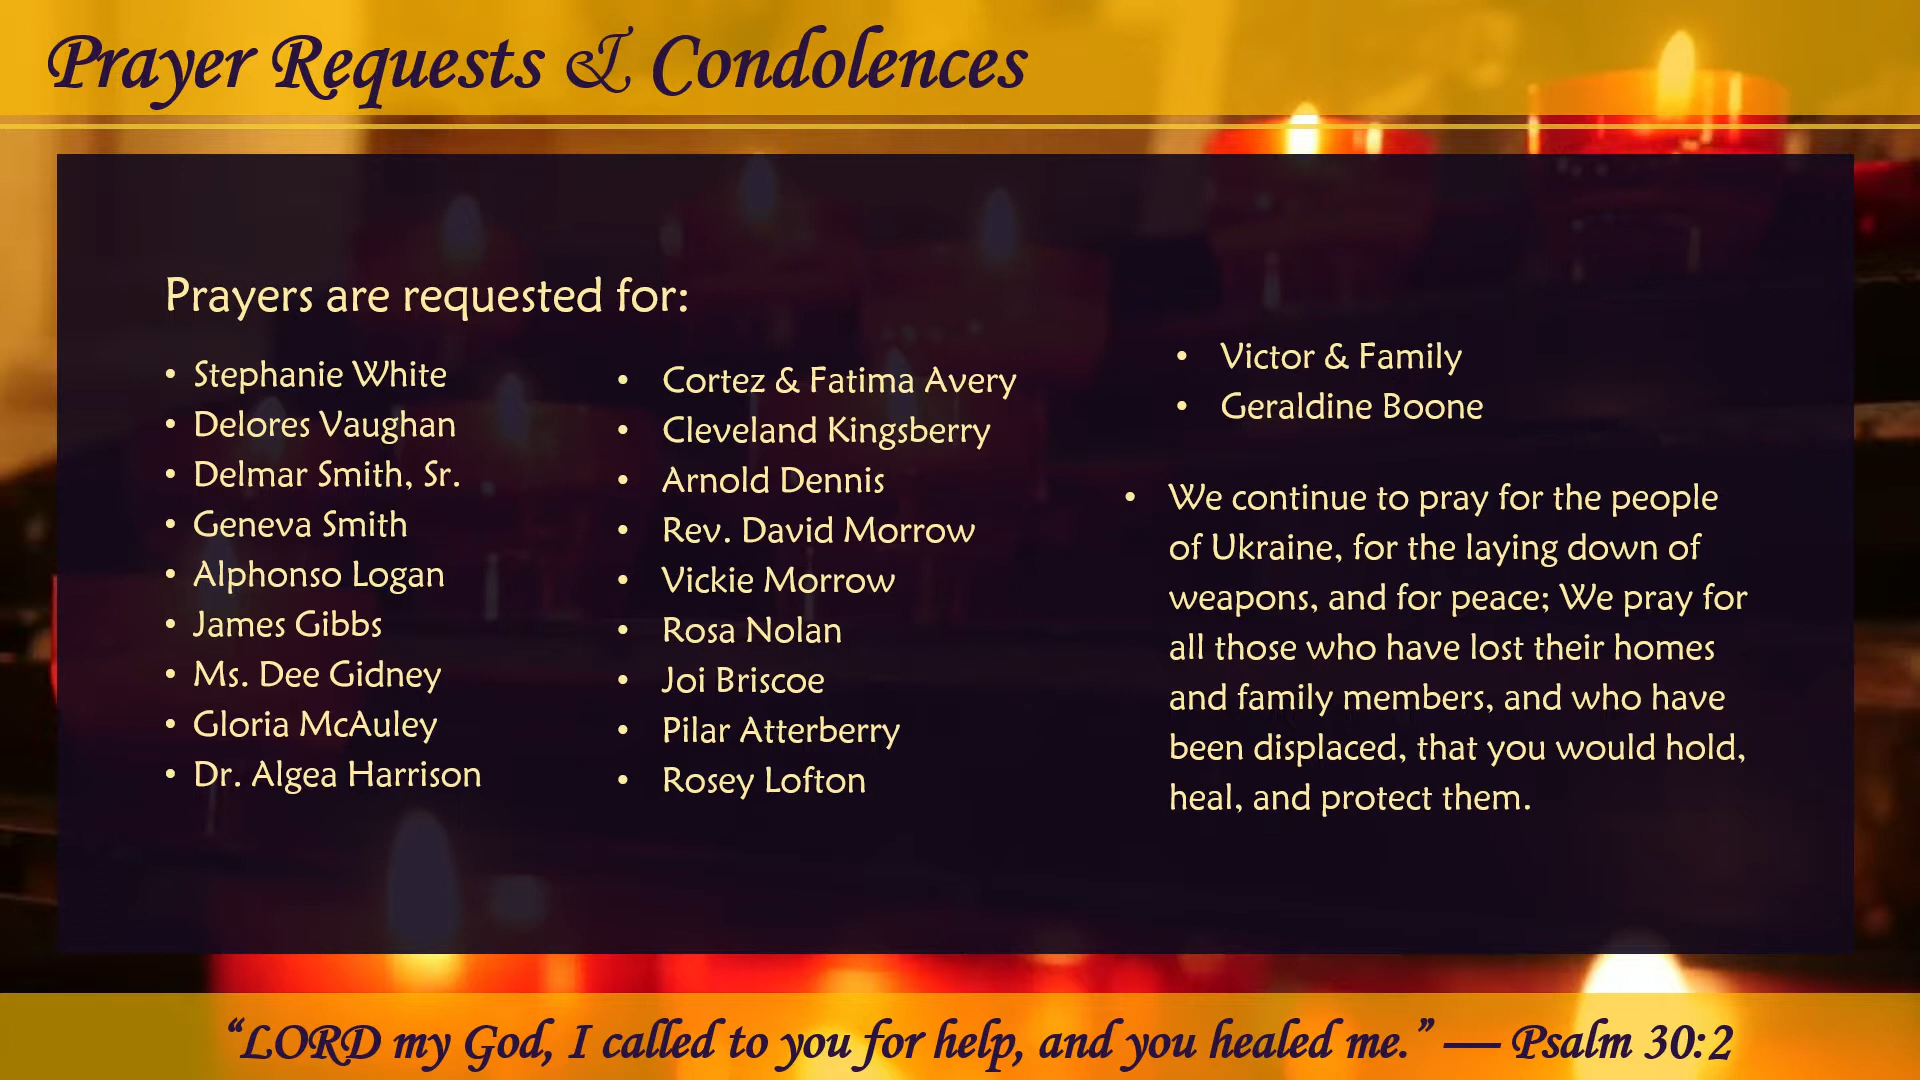 Prayer Requests & Condolences
Prayers are requested for:
• Stephanie White
• Delores Vaughan
• Delmar Smith, Sr.
• Geneva Smith
• Alphonso Logan
• James Gibbs
• Ms. Dee Gidney
• Gloria McAuley
• Dr. Algea Harrison
• Cortez & Fatima Avery
• Cleveland Kingsberry
• Arnold Dennis
• Rev. David Morrow
• Vickie Morrow
• Rosa Nolan
• Joi Briscoe
• Pilar Atterberry
• Rosey Lofton
• Victor & Family
• Geraldine Boone
• We continue to pray for the people
of Ukraine, for the laying down of
weapons, and for peace; We pray for
all those who have lost their homes
and family members, and who have
been displaced, that you would hold,
heal, and protect them.
“LORD my God, I called to you for help, and you healed me.” — Psalm 30:2